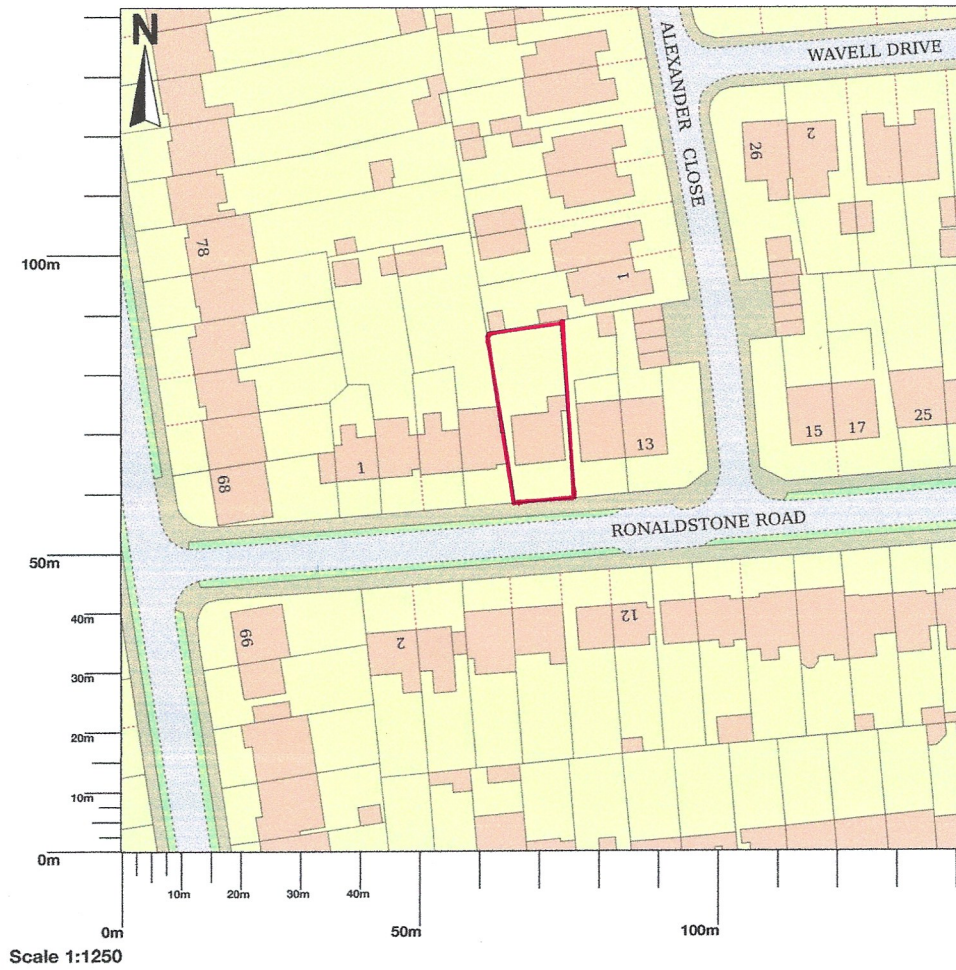 N
ALEXANDER CLOSE
WAVELL DRIVE
26
2
78
100m
1
1
13
15
17
25
68
RONALDSTONE ROAD
50m
40m
66
2
12
30m
20m
10m
0m
10m
20m
30m
40m
0m
50m
100m
Scale 1:1250